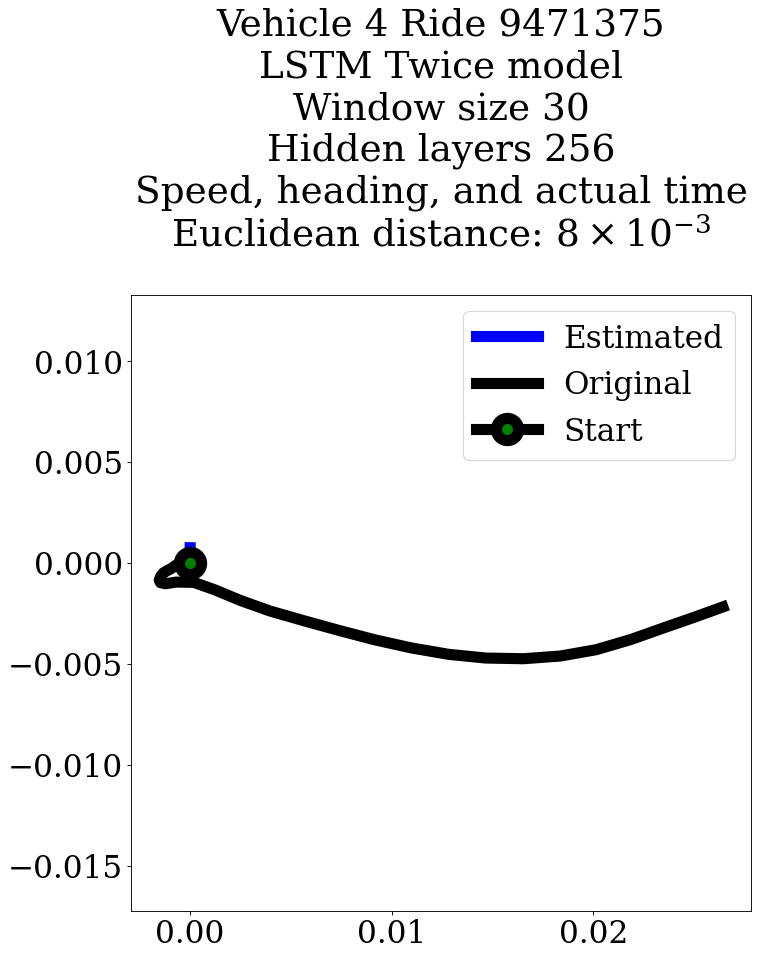 Vehicle 4 Ride 9471375
LSTM Twice model
Window size 30
Hidden layers 256
Speed, heading, and actual time
Euclidean distance: 8 × 10⁻³
Estimated
Original
Start
0.010
0.005
0.000
−0.005
−0.010
−0.015
0.00 0.01 0.02